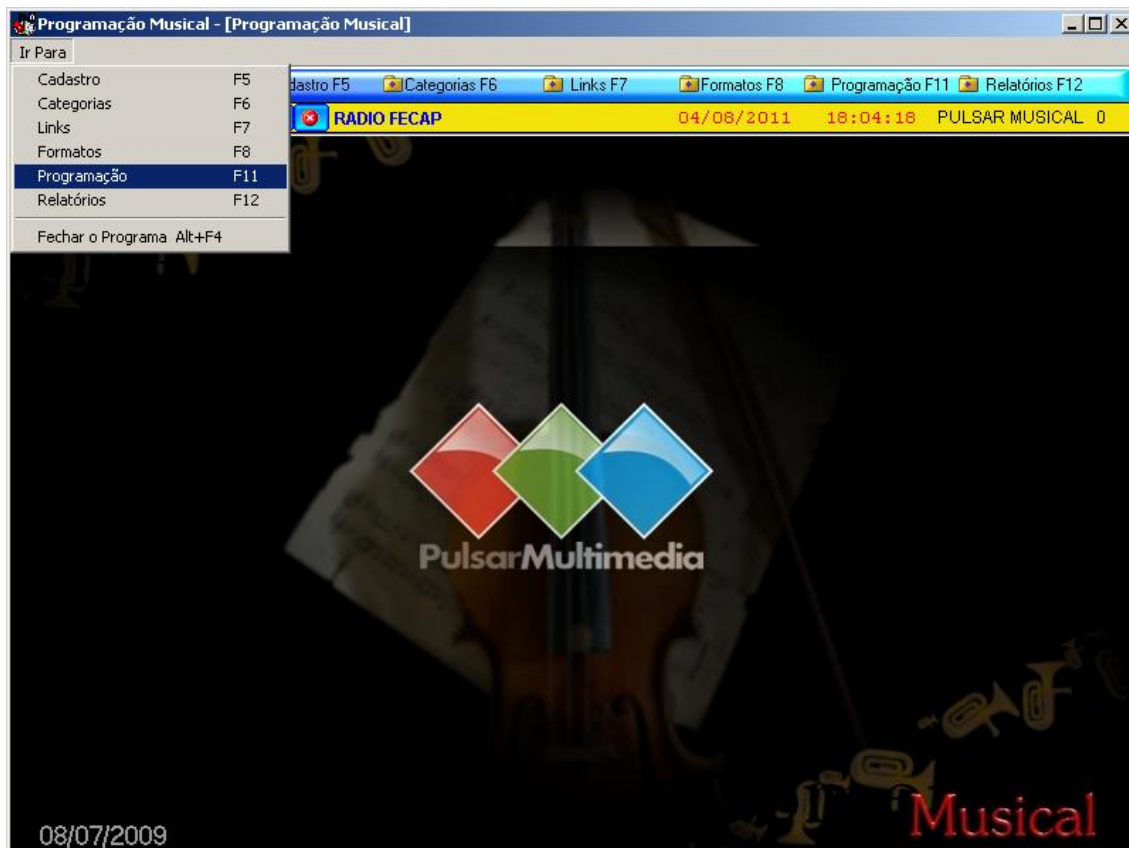 Programação Musical - [Programação Musical]
Ir Para
Cadastro F5
Categorias F6
Links F7
Formatos F8
Programação F11
Relatórios F12
Fechar o Programa Alt+F4
dastro F5 Categorias F6 Links F7 Formatos F8 Programação F11 Relatórios F12
RADIO FECAP 04/08/2011 18:04:18 PULSAR MUSICAL 0
PulsarMultimedia
Musical
08/07/2009